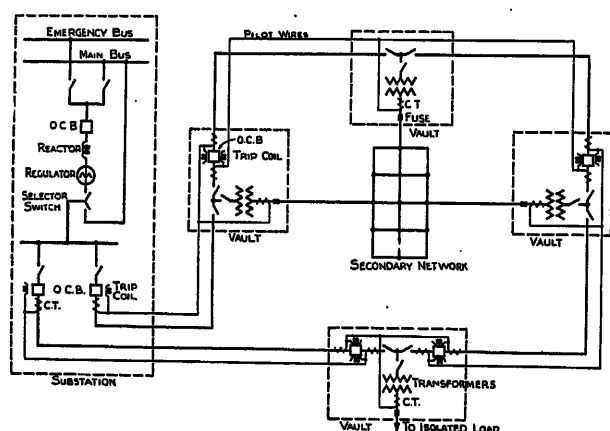 EMERGENCY BUS
MAIN BUS
O.C.B
REACTOR
REGULATOR
SELECTOR
SWITCH
O.C.B.
TRIP
COIL
C.T.
SUBSTATION
PILOT WIRES
O.C.B
TRIP COIL
VAULT
C.T
FUSE
VAULT
SECONDARY NETWORK
VAULT
TRANSFORMERS
C.T.
VAULT
TO ISOLATED LOAD